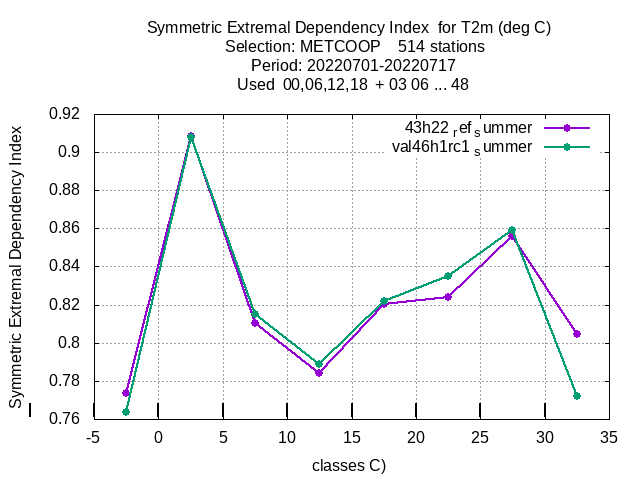 Symmetric Extremal Dependency Index for T2m (deg C)
Selection: METCOOP 514 stations
Period: 20220701-20220717
Used 00,06,12,18 + 03 06 ... 48
43h22_ref_summer
val46h1rc1_summer
Symmetric Extremal Dependency Index
0.92
0.9
0.88
0.86
0.84
0.82
0.8
0.78
0.76
-5 0 5 10 15 20 25 30 35
classes C)